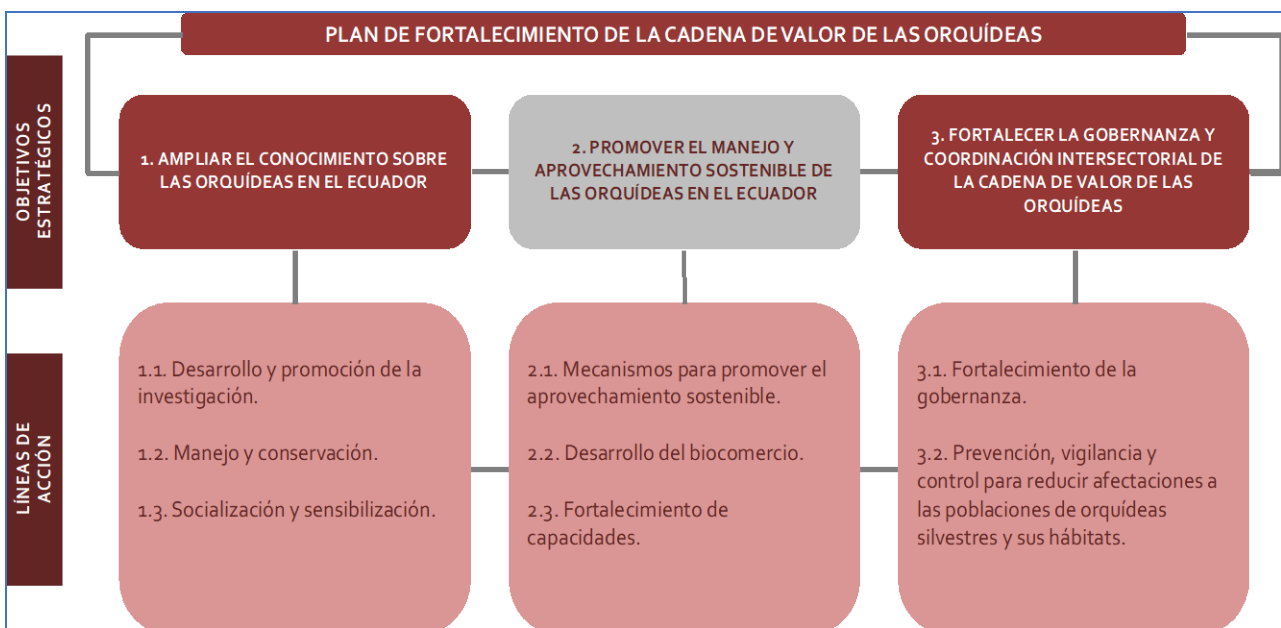 PLAN DE FORTALECIMIENTO DE LA CADENA DE VALOR DE LAS ORQUÍDEAS
OBJETIVOS
ESTRATÉGICOS
1. AMPLIAR EL CONOCIMIENTO SOBRE
LAS ORQUÍDEAS EN EL ECUADOR
2. PROMOVER EL MANEJO Y
APROVECHAMIENTO SOSTENIBLE DE
LAS ORQUÍDEAS EN EL ECUADOR
3. FORTALECER LA GOBERNANZA Y
COORDINACIÓN INTERSECTORIAL DE
LA CADENA DE VALOR DE LAS
ORQUÍDEAS
LÍNEAS DE
ACCIÓN
1.1. Desarrollo y promoción de la
investigación.
1.2. Manejo y conservación.
1.3. Socialización y sensibilización.
2.1. Mecanismos para promover el
aprovechamiento sostenible.
2.2. Desarrollo del biocomercio.
2.3. Fortalecimiento de
capacidades.
3.1. Fortalecimiento de la
gobernanza.
3.2. Prevención, vigilancia y
control para reducir afectaciones a
las poblaciones de orquídeas
silvestres y sus hábitats.